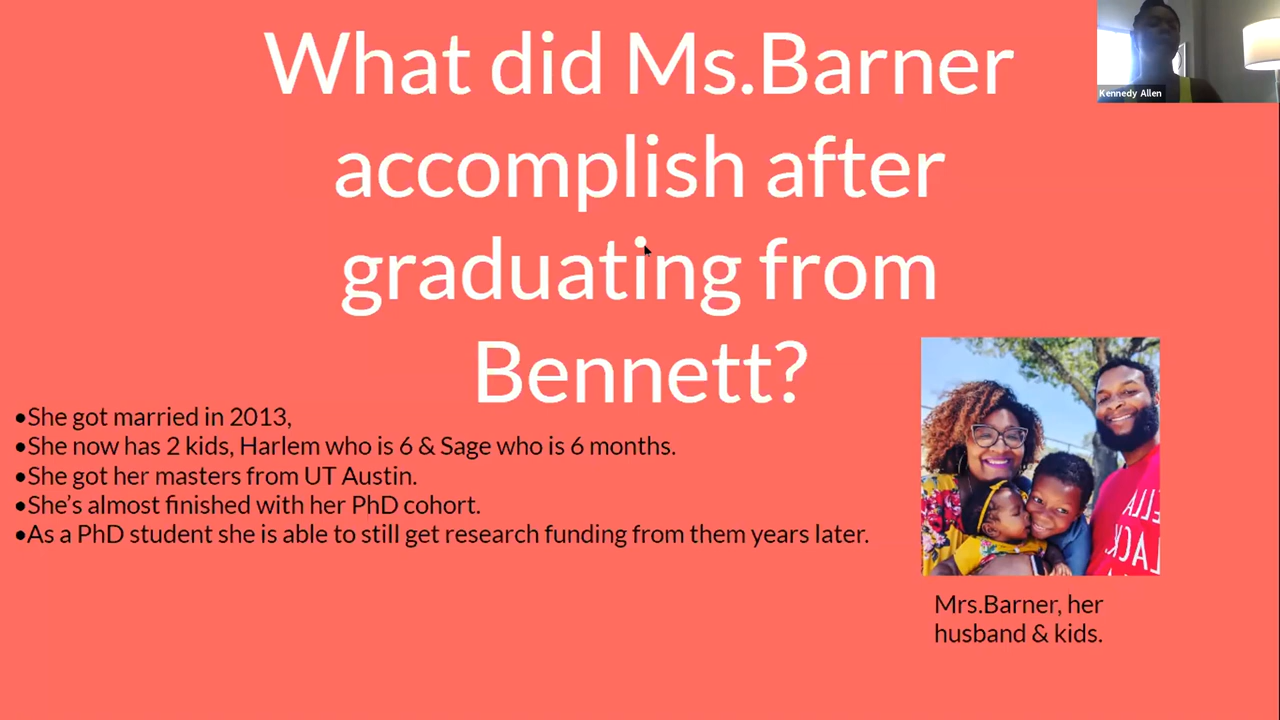 What did Ms.Barner
accomplish after
graduating from
Bennett?
Kennedy Allen
•She got married in 2013,
•She now has 2 kids, Harlem who is 6 & Sage who is 6 months.
•She got her masters from UT Austin.
•She’s almost finished with her PhD cohort.
•As a PhD student she is able to still get research funding from them years later.
Mrs.Barner, her
husband & kids.